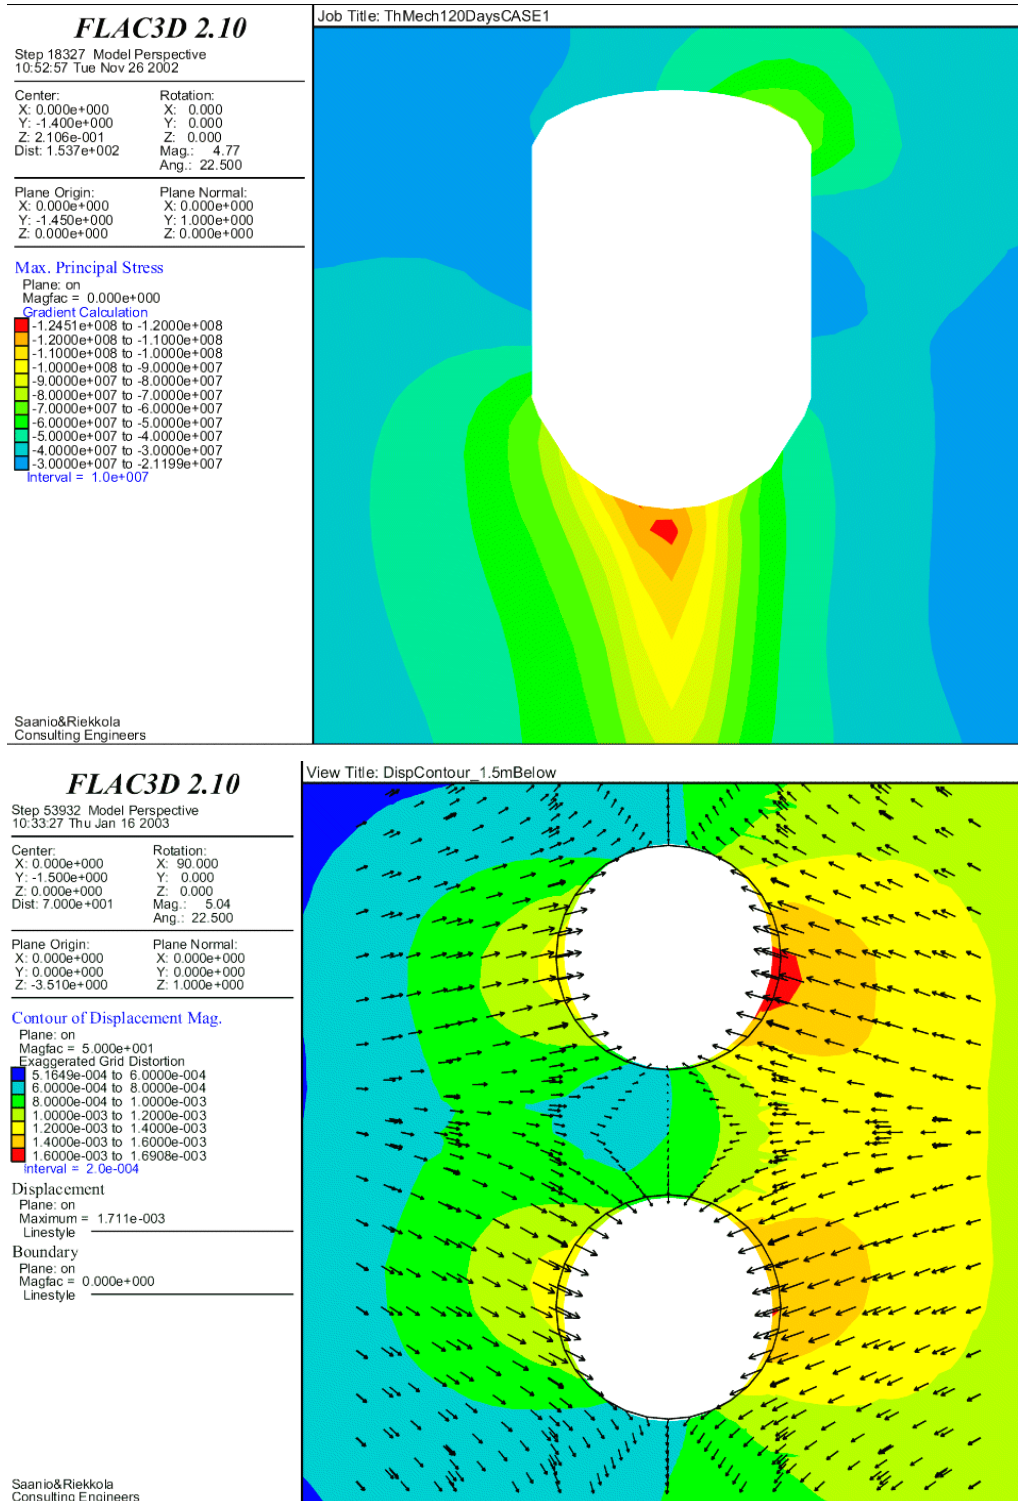 FLAC3D 2.10
Step 18327 Model Perspective
10:52:57 Tue Nov 26 2002
Center: Rotation:
X: 0.000e+000 X: 0.000
Y: -1.400e+000 Y: 0.000
Z: 2.106e-001 Z: 0.000
Dist: 1.537e+002 Mag.: 4.77
Ang.: 22.500
Plane Origin: Plane Normal:
X: 0.000e+000 X: 0.000e+000
Y: -1.450e+000 Y: 1.000e+000
Z: 0.000e+000 Z: 0.000e+000
Max. Principal Stress
Plane: on
Magfac = 0.000e+000
Gradient Calculation
-1.2451e+008 to -1.2000e+008
-1.2000e+008 to -1.1000e+008
-1.1000e+008 to -1.0000e+008
-1.0000e+008 to -9.0000e+007
-9.0000e+007 to -8.0000e+007
-8.0000e+007 to -7.0000e+007
-7.0000e+007 to -6.0000e+007
-6.0000e+007 to -5.0000e+007
-5.0000e+007 to -4.0000e+007
-4.0000e+007 to -3.0000e+007
-3.0000e+007 to -2.1199e+007
Interval = 1.0e+007
Saanio&Riekkola
Consulting Engineers
Job Title: ThMech120DaysCASE1
FLAC3D 2.10
Step 53932 Model Perspective
10:33:27 Thu Jan 16 2003
Center: Rotation:
X: 0.000e+000 X: 90.000
Y: -1.500e+000 Y: 0.000
Z: 0.000e+000 Z: 0.000
Dist: 7.000e+001 Mag.: 5.04
Ang.: 22.500
Plane Origin: Plane Normal:
X: 0.000e+000 X: 0.000e+000
Y: 0.000e+000 Y: 0.000e+000
Z: -3.510e+000 Z: 1.000e+000
Contour of Displacement Mag.
Plane: on
Magfac = 5.000e+001
Exaggerated Grid Distortion
5.1649e-004 to 6.0000e-004
6.0000e-004 to 8.0000e-004
8.0000e-004 to 1.0000e-003
1.0000e-003 to 1.2000e-003
1.2000e-003 to 1.4000e-003
1.4000e-003 to 1.6000e-003
1.6000e-003 to 1.6908e-003
Interval = 2.0e-004
Displacement
Plane: on
Maximum = 1.711e-003
Linestyle
Boundary
Plane: on
Magfac = 0.000e+000
Linestyle
Saanio&Riekkola
Consulting Engineers
View Title: DispContour_1.5mBelow